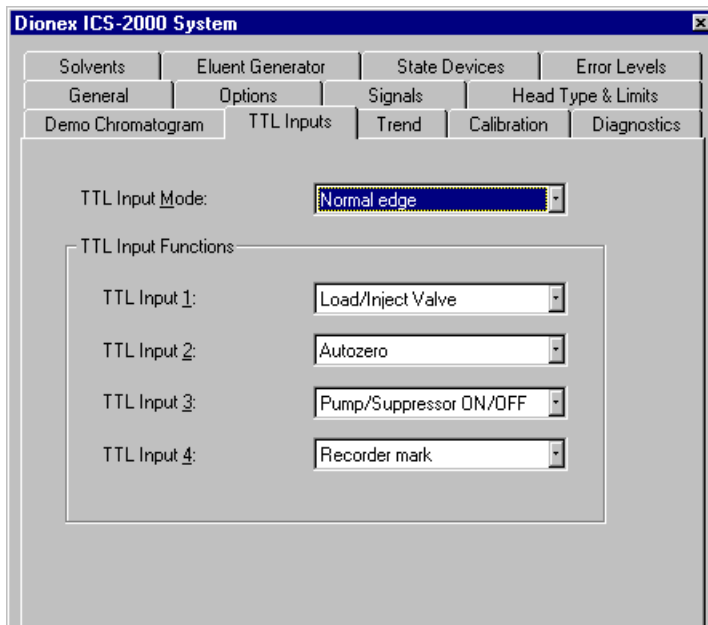 Dionex ICS-2000 System
Solvents Eluent Generator State Devices Error Levels
General Options Signals Head Type & Limits
Demo Chromatogram TTL Inputs Trend Calibration Diagnostics
TTL Input Mode: Normal edge
TTL Input Functions
TTL Input 1: Load/Inject Valve
TTL Input 2: Autozero
TTL Input 3: Pump/Suppressor ON/OFF
TTL Input 4: Recorder mark